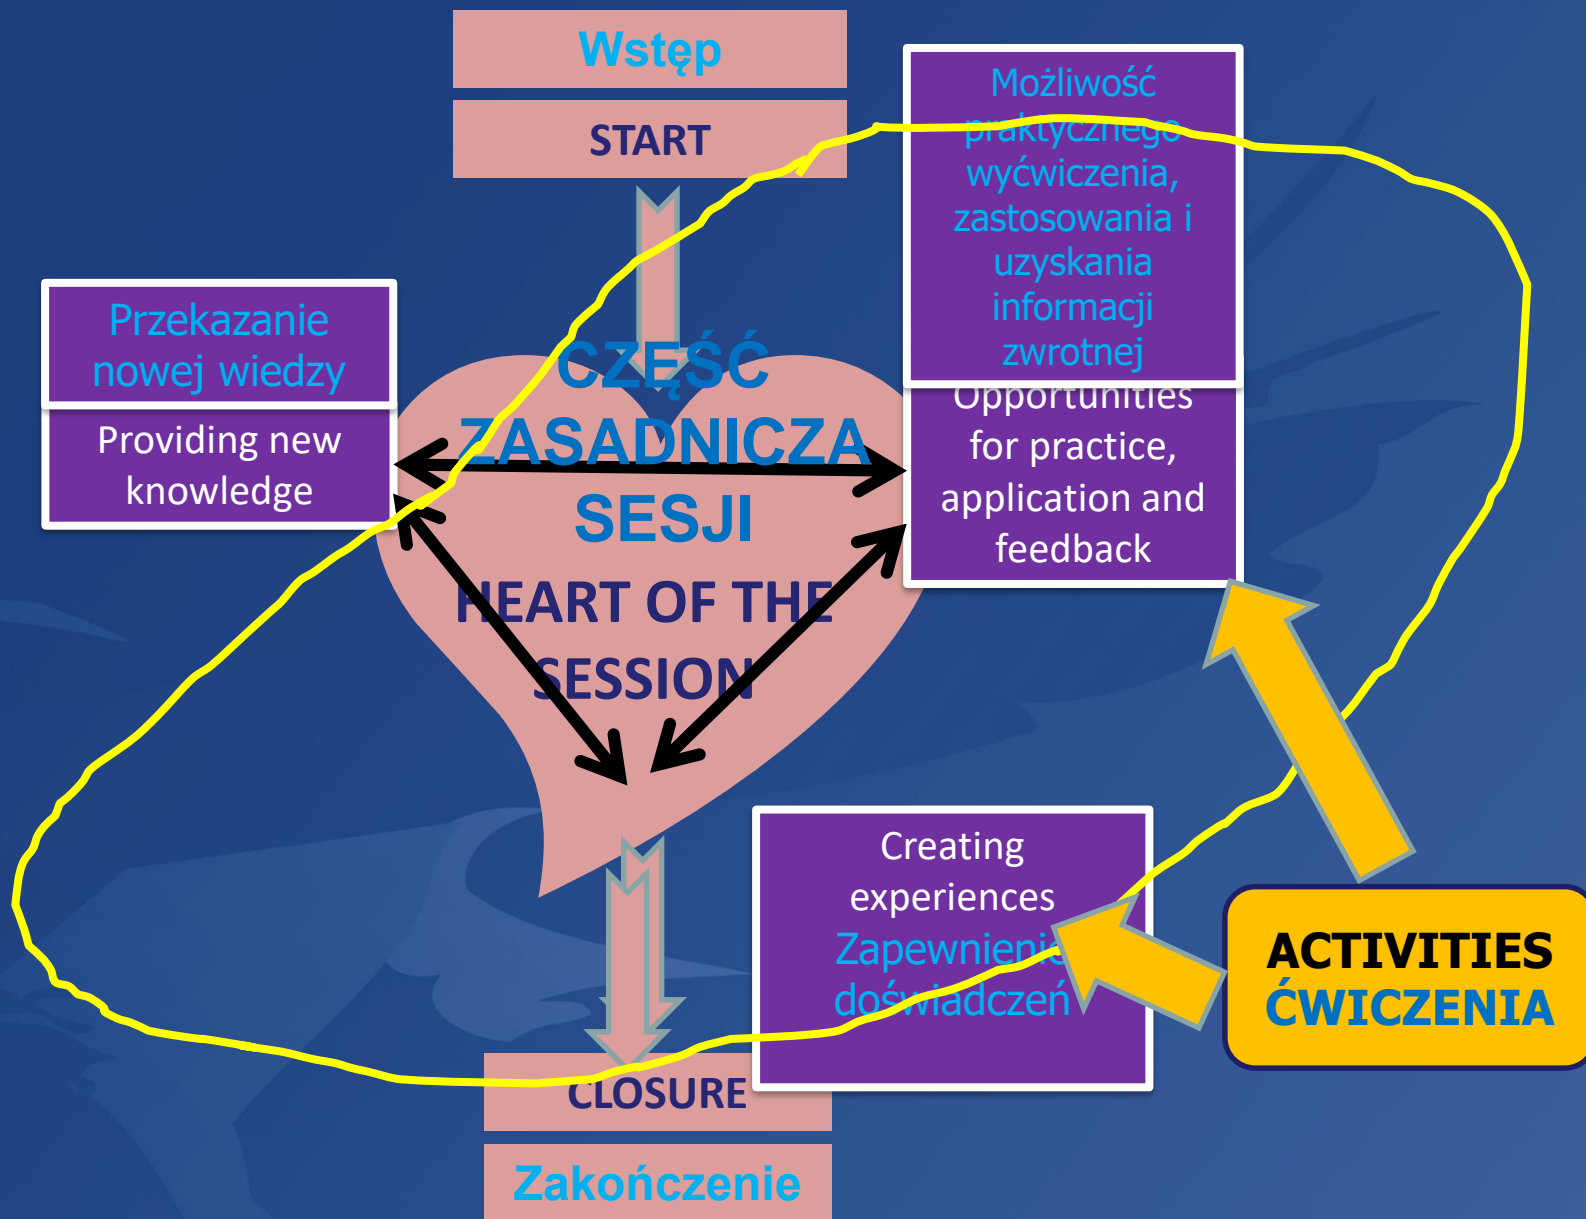 Wstęp
START
Możliwość
praktycznego
wyćwiczenia,
zastosowania i
uzyskania
informacji
zwrotnej
Opportunities
for practice,
application and
feedback
Przekazanie
nowej wiedzy
Providing new
knowledge
CZĘŚĆ
ZASADNICZA
SESJI
HEART OF THE
SESSION
Creating
experiences
Zapewnienie
doświadczeń
ACTIVITIES
ĆWICZENIA
CLOSURE
Zakończenie